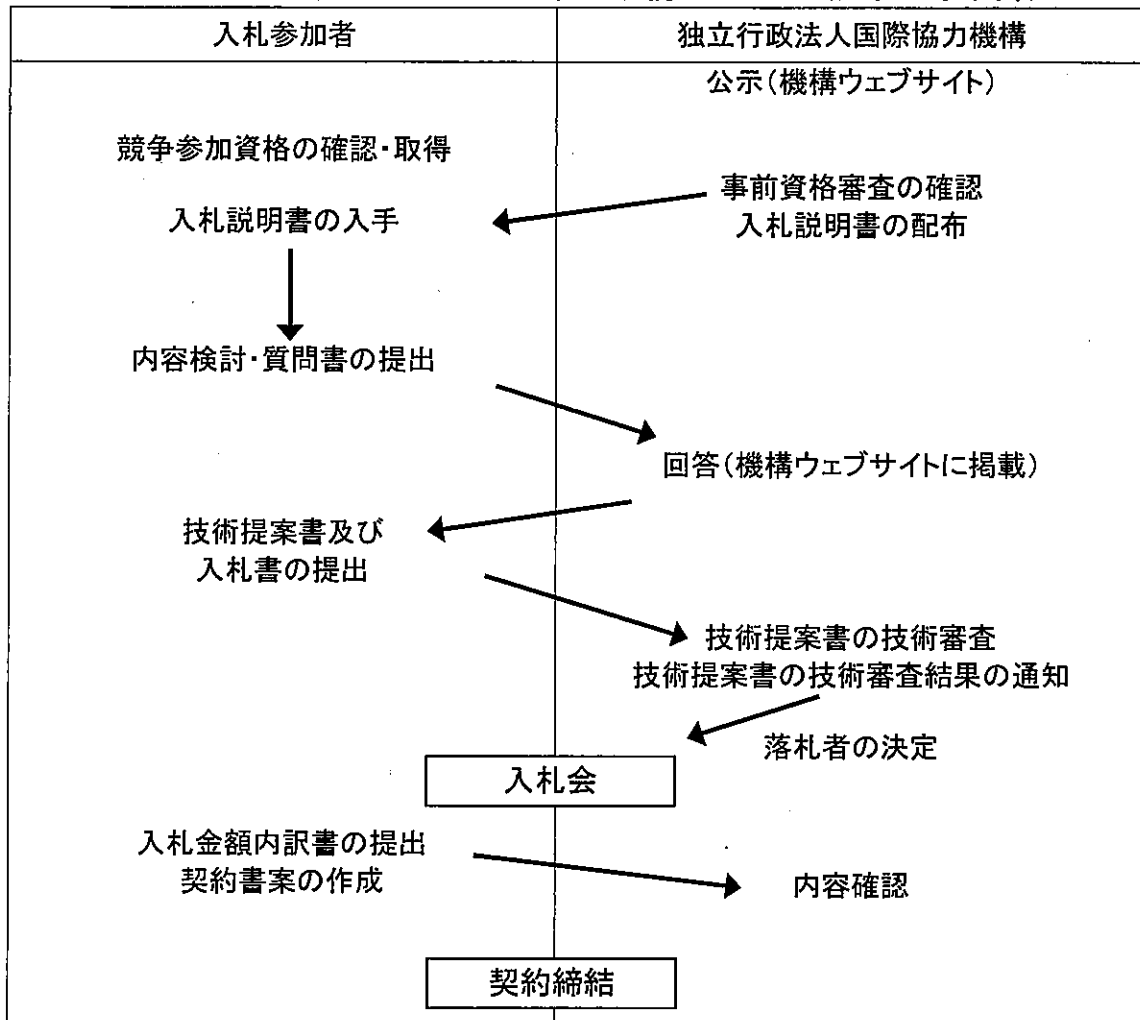 入札参加者
独立行政法人国際協力機構
公示(機構ウェブサイト)
競争参加資格の確認・取得
事前資格審査の確認
入札説明書の配布
入札説明書の入手
内容検討・質問書の提出
回答(機構ウェブサイトに掲載)
技術提案書及び
入札書の提出
技術提案書の技術審査
技術提案書の技術審査結果の通知
落札者の決定
入札会
入札金額内訳書の提出
契約書案の作成
内容確認
契約締結